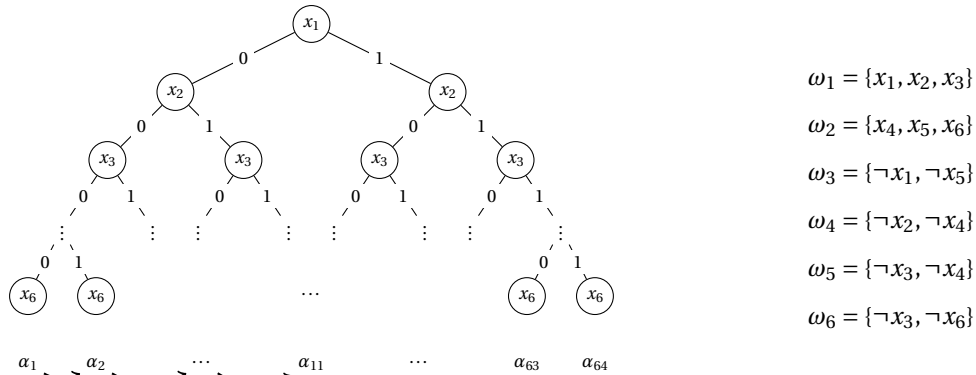 x1
0 1
x2 x2
0 1 0 1
x3 x3 x3 x3
0 1 0 1 0 1 0 1
⋮ ⋮ ⋮ ⋮ ⋮ ⋮ ⋮ ⋮
0 1 0 1
x6 x6 ... x6 x6
α1 α2 ... α11 ... α63 α64
ω1 = {x1, x2, x3}
ω2 = {x4, x5, x6}
ω3 = {¬x1, ¬x5}
ω4 = {¬x2, ¬x4}
ω5 = {¬x3, ¬x4}
ω6 = {¬x3, ¬x6}